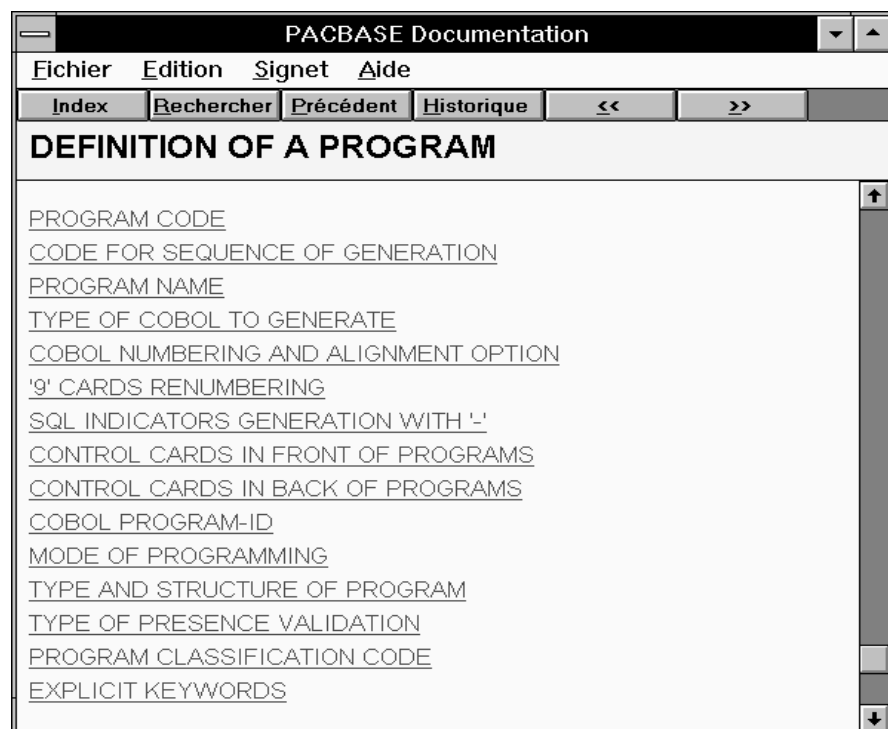 PACBASE Documentation
Fichier Edition Signet Aide
Index Rechercher Précédent Historique << >>
DEFINITION OF A PROGRAM
PROGRAM CODE
CODE FOR SEQUENCE OF GENERATION
PROGRAM NAME
TYPE OF COBOL TO GENERATE
COBOL NUMBERING AND ALIGNMENT OPTION
'9' CARDS RENUMBERING
SQL INDICATORS GENERATION WITH '-'
CONTROL CARDS IN FRONT OF PROGRAMS
CONTROL CARDS IN BACK OF PROGRAMS
COBOL PROGRAM-ID
MODE OF PROGRAMMING
TYPE AND STRUCTURE OF PROGRAM
TYPE OF PRESENCE VALIDATION
PROGRAM CLASSIFICATION CODE
EXPLICIT KEYWORDS